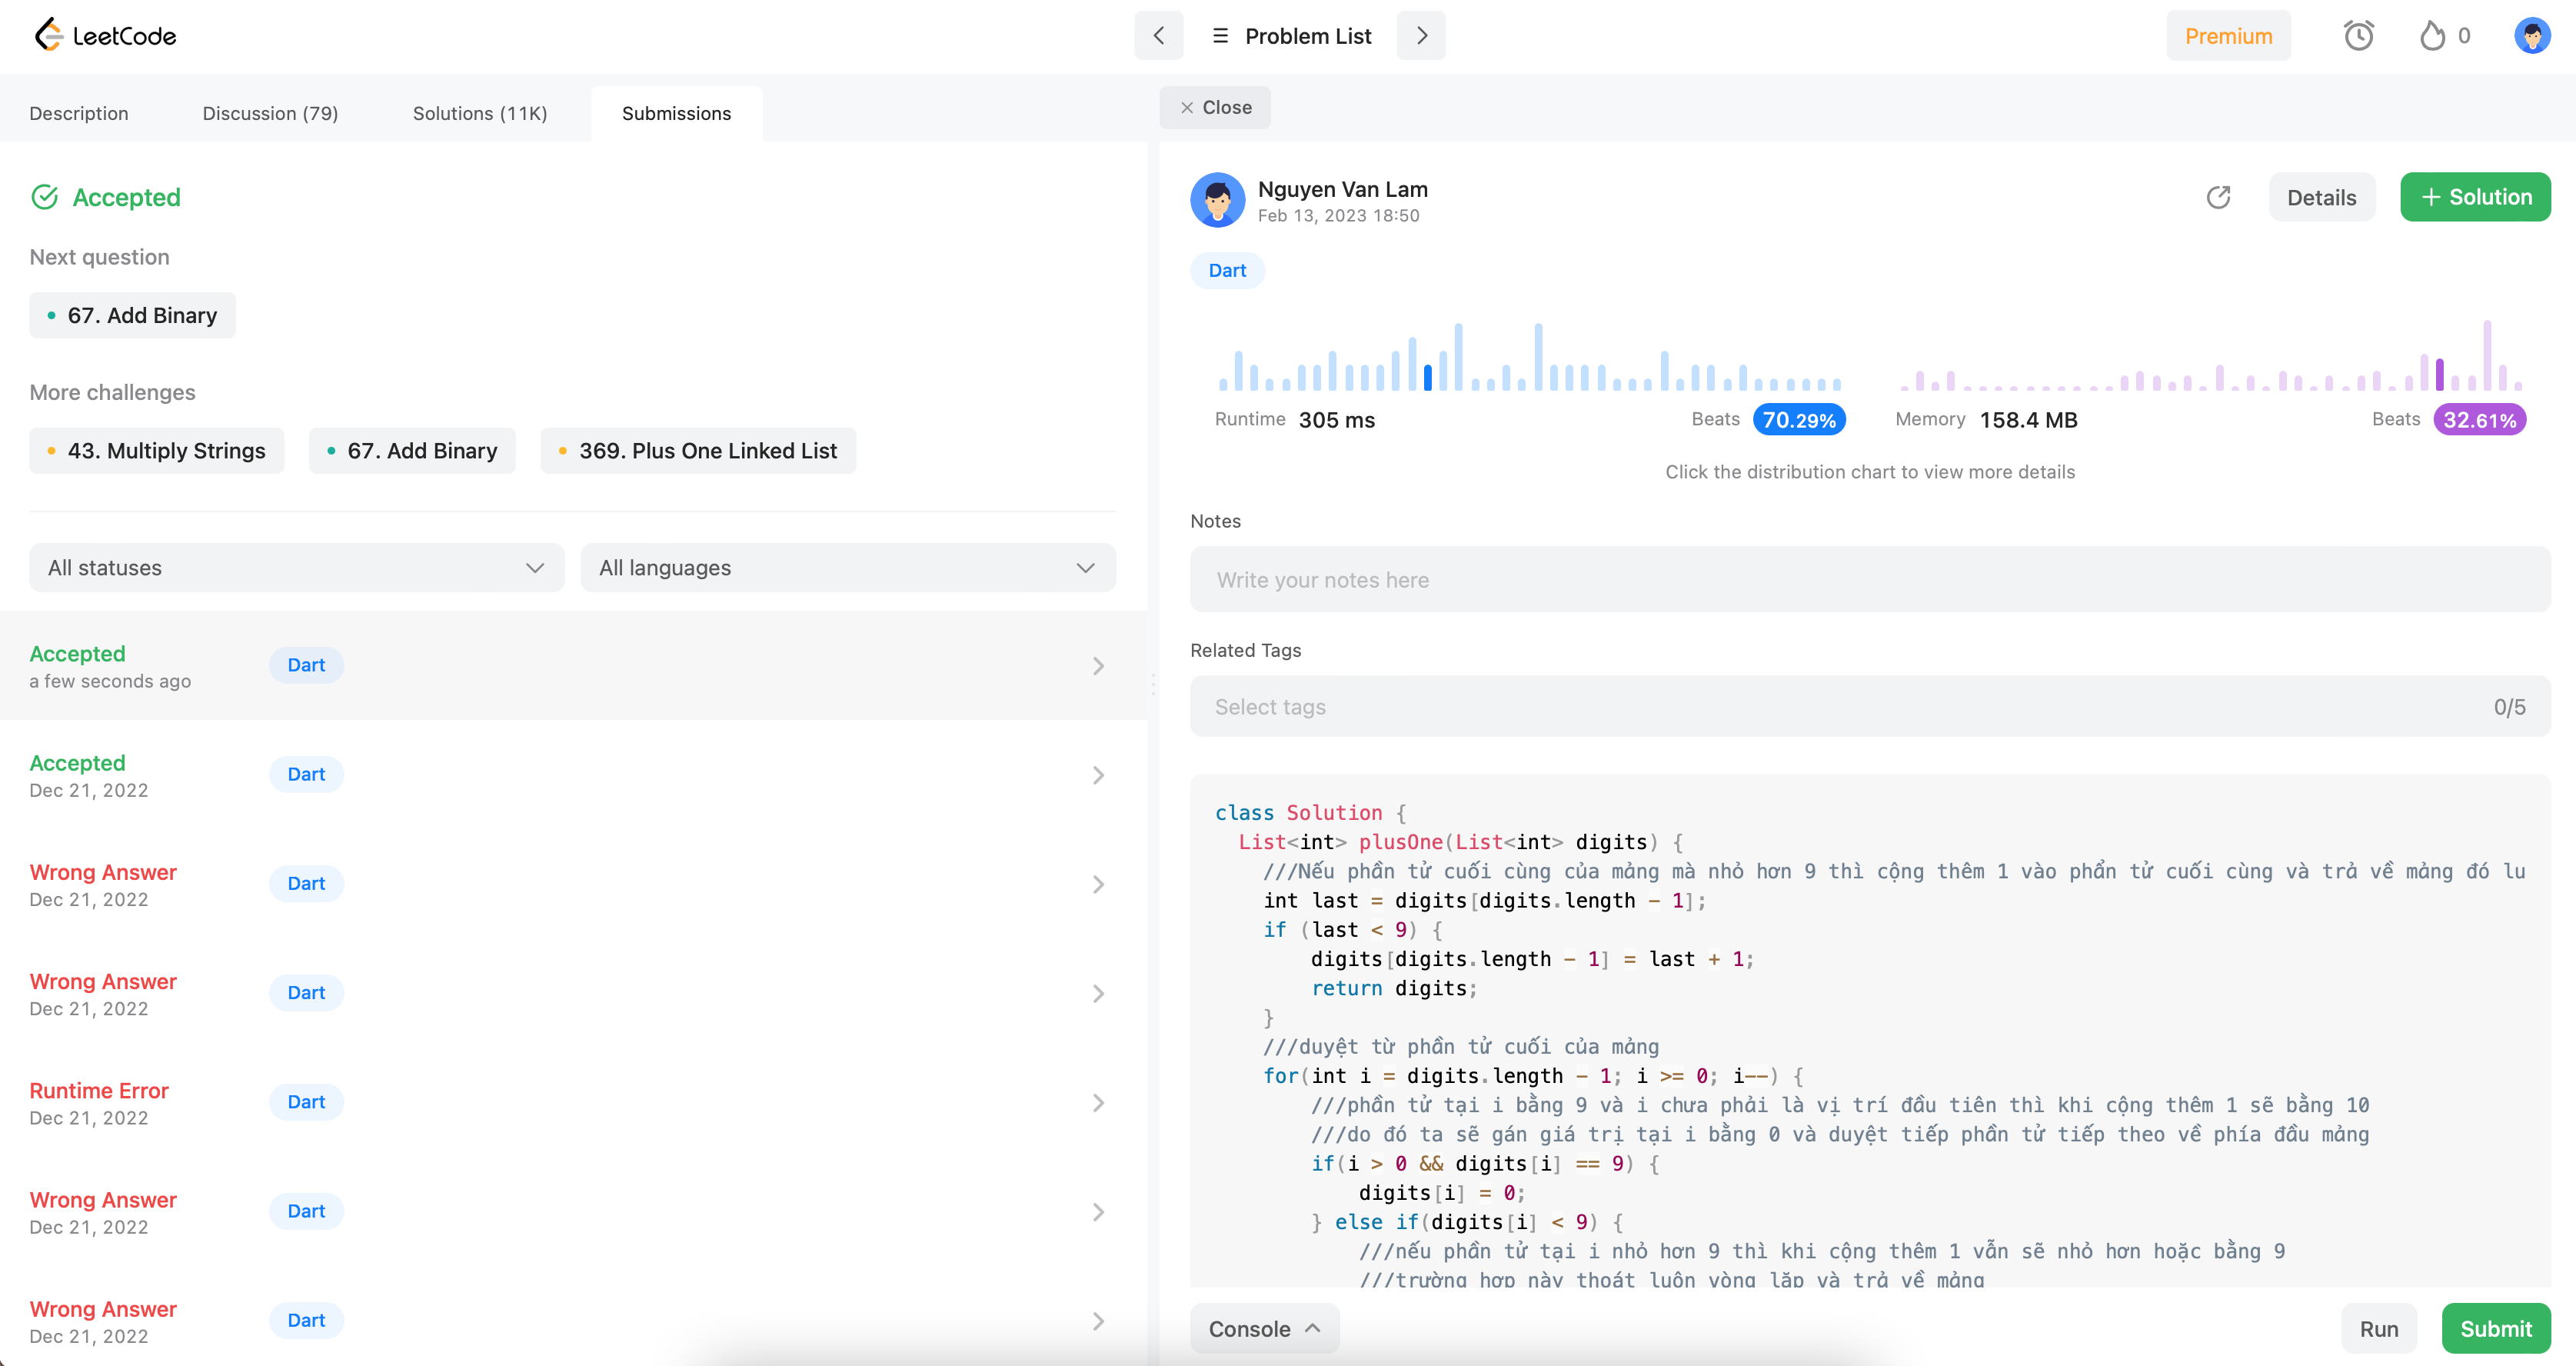 LeetCode
Problem List
Premium
0
Description
Discussion (79)
Solutions (11K)
Submissions
Close
Accepted
Next question
67. Add Binary
More challenges
43. Multiply Strings
67. Add Binary
369. Plus One Linked List
All statuses
All languages
Accepted
a few seconds ago
Dart
Accepted
Dec 21, 2022
Dart
Wrong Answer
Dec 21, 2022
Dart
Wrong Answer
Dec 21, 2022
Dart
Runtime Error
Dec 21, 2022
Dart
Wrong Answer
Dec 21, 2022
Dart
Wrong Answer
Dec 21, 2022
Dart
Nguyen Van Lam
Feb 13, 2023 18:50
Details
+ Solution
Dart
Runtime 305 ms
Beats 70.29%
Memory 158.4 MB
Beats 32.61%
Click the distribution chart to view more details
Notes
Write your notes here
Related Tags
Select tags
0/5
class Solution {
List<int> plusOne(List<int> digits) {
///Nếu phần tử cuối cùng của mảng mà nhỏ hơn 9 thì cộng thêm 1 vào phần tử cuối cùng và trả về mảng đó lu
int last = digits[digits.length - 1];
if (last < 9) {
digits[digits.length - 1] = last + 1;
return digits;
}
///duyệt từ phần tử cuối của mảng
for(int i = digits.length - 1; i >= 0; i--) {
///phần tử tại i bằng 9 và i chưa phải là vị trí đầu tiên thì khi cộng thêm 1 sẽ bằng 10
///do đó ta sẽ gán giá trị tại i bằng 0 và duyệt tiếp phần tử tiếp theo về phía đầu mảng
if(i > 0 && digits[i] == 9) {
digits[i] = 0;
} else if(digits[i] < 9) {
///nếu phần tử tại i nhỏ hơn 9 thì khi cộng thêm 1 vẫn sẽ nhỏ hơn hoặc bằng 9
///trường hợp này thoát luôn vòng lặp và trả về mảng
Console
Run
Submit